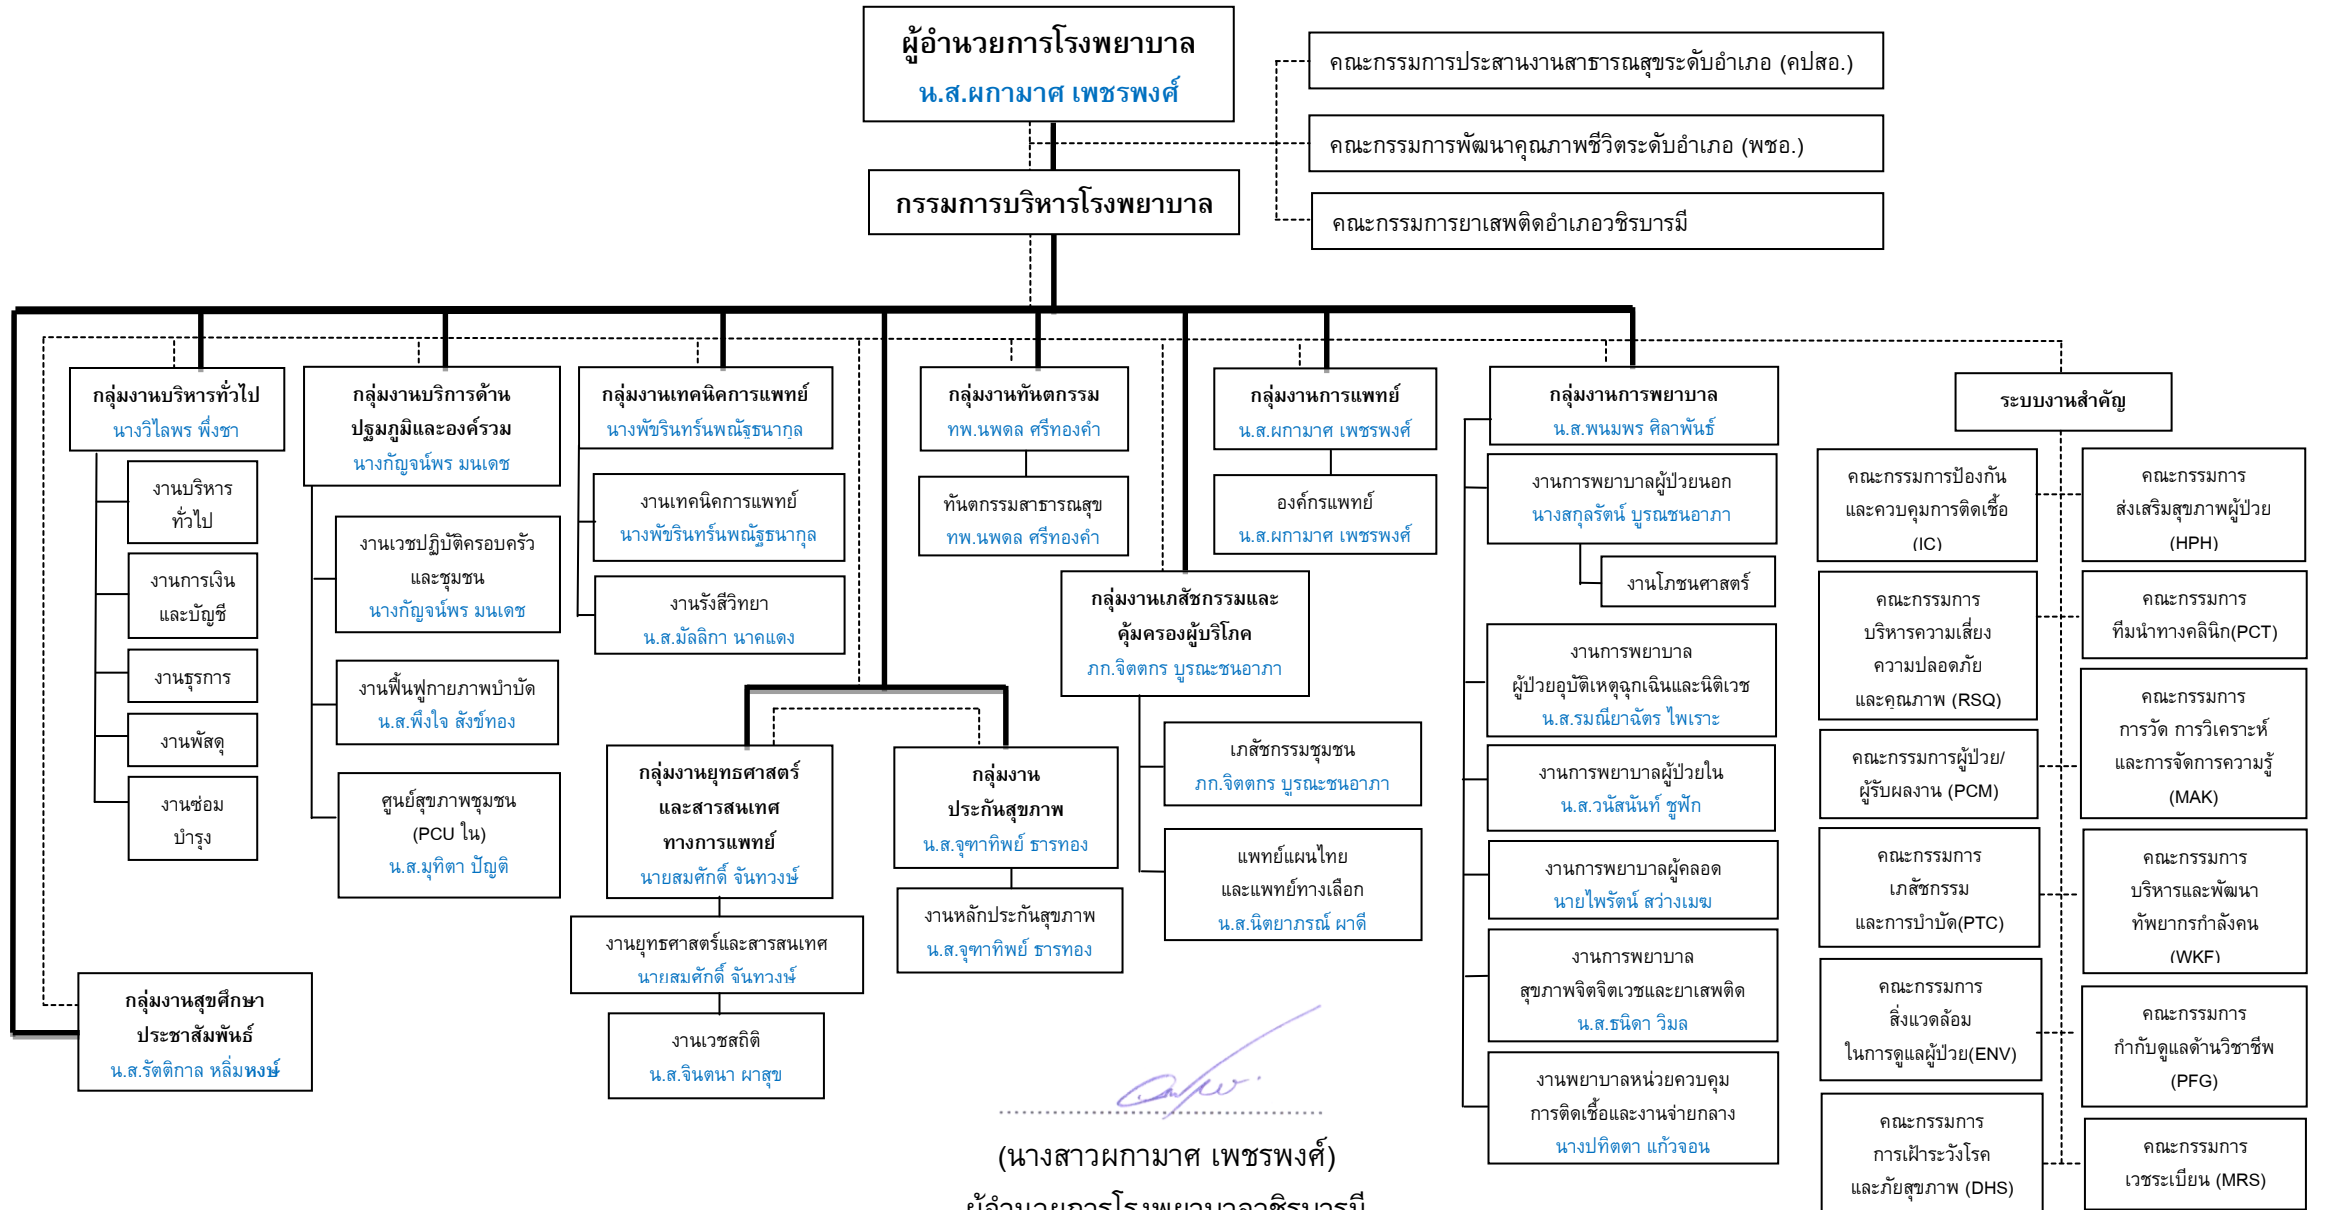 ผู้อำนวยการโรงพยาบาล
น.ส.ผกามาศ เพชรพงศ์
คณะกรรมการประสานงานสาธารณสุขระดับอำเภอ (คปสอ.)
คณะกรรมการพัฒนาคุณภาพชีวิตระดับอำเภอ (พชอ.)
คณะกรรมการยาเสพติดอำเภอวชิรบารมี
กรรมการบริหารโรงพยาบาล
กลุ่มงานบริหารทั่วไป
นางวิไลพร พึ่งชา
งานบริหาร
ทั่วไป
งานการเงิน
และบัญชี
งานธุรการ
งานพัสดุ
งานซ่อม
บำรุง
กลุ่มงานสุขศึกษา
ประชาสัมพันธ์
น.ส.รัตติกาล หลิ่มหงษ์
กลุ่มงานบริการด้าน
ปฐมภูมิและองค์รวม
นางกัญจน์พร มนเดช
งานเวชปฏิบัติครอบครัว
และชุมชน
นางกัญจน์พร มนเดช
งานฟื้นฟูกายภาพบำบัด
น.ส.พึงใจ สังข์ทอง
ศูนย์สุขภาพชุมชน
(PCU ใน)
น.ส.มุทิตา ปัญติ
กลุ่มงานเทคนิคการแพทย์
นางพัขรินทร์นพณัฐธนากุล
งานเทคนิคการแพทย์
นางพัขรินทร์นพณัฐธนากุล
งานรังสีวิทยา
น.ส.มัลลิกา นาคแดง
กลุ่มงานยุทธศาสตร์
และสารสนเทศ
ทางการแพทย์
นายสมศักดิ์ จันทวงษ์
งานยุทธศาสตร์และสารสนเทศ
นายสมศักดิ์ จันทวงษ์
งานเวชสถิติ
น.ส.จินตนา ผาสุข
กลุ่มงาน
ประกันสุขภาพ
น.ส.จุฑาทิพย์ ธารทอง
งานหลักประกันสุขภาพ
น.ส.จุฑาทิพย์ ธารทอง
กลุ่มงานทันตกรรม
ทพ.นพดล ศรีทองคำ
ทันตกรรมสาธารณสุข
ทพ.นพดล ศรีทองคำ
กลุ่มงานเภสัชกรรมและ
คุ้มครองผู้บริโภค
ภก.จิตตกร บูรณะชนอาภา
เภสัชกรรมชุมชน
ภก.จิตตกร บูรณะชนอาภา
แพทย์แผนไทย
และแพทย์ทางเลือก
น.ส.นิตยาภรณ์ ผาดี
กลุ่มงานการแพทย์
น.ส.ผกามาศ เพชรพงศ์
องค์กรแพทย์
น.ส.ผกามาศ เพชรพงศ์
กลุ่มงานการพยาบาล
น.ส.พนมพร ศิลาพันธ์
งานการพยาบาลผู้ป่วยนอก
นางสกุลรัตน์ บูรณชนอาภา
งานโภชนศาสตร์
งานการพยาบาล
ผู้ป่วยอุบัติเหตุฉุกเฉินและนิติเวช
น.ส.รมณียาฉัตร ไพเราะ
งานการพยาบาลผู้ป่วยใน
น.ส.วนัสนันท์ ชูฟัก
งานการพยาบาลผู้คลอด
นายไพรัตน์ สว่างเมฆ
งานการพยาบาล
สุขภาพจิตจิตเวชและยาเสพติด
น.ส.ธนิดา วิมล
งานพยาบาลหน่วยควบคุม
การติดเชื้อและงานจ่ายกลาง
นางปทิตตา แก้วจอน
ระบบงานสำคัญ
คณะกรรมการป้องกัน
และควบคุมการติดเชื้อ
(IC)
คณะกรรมการ
บริหารความเสี่ยง
ความปลอดภัย
และคุณภาพ (RSQ)
คณะกรรมการผู้ป่วย/
ผู้รับผลงาน (PCM)
คณะกรรมการ
เภสัชกรรม
และการบำบัด(PTC)
คณะกรรมการ
สิ่งแวดล้อม
ในการดูแลผู้ป่วย(ENV)
คณะกรรมการ
การเฝ้าระวังโรค
และภัยสุขภาพ (DHS)
คณะกรรมการ
ส่งเสริมสุขภาพผู้ป่วย
(HPH)
คณะกรรมการ
ทีมนำทางคลินิก(PCT)
คณะกรรมการ
การวัด การวิเคราะห์
และการจัดการความรู้
(MAK)
คณะกรรมการ
บริหารและพัฒนา
ทรัพยากรกำลังคน
(WKF)
คณะกรรมการ
กำกับดูแลด้านวิชาชีพ
(PFG)
คณะกรรมการ
เวชระเบียน (MRS)
(นางสาวผกามาศ เพชรพงศ์)
ผู้อำนวยการโรงพยาบาลวชิรบารมี